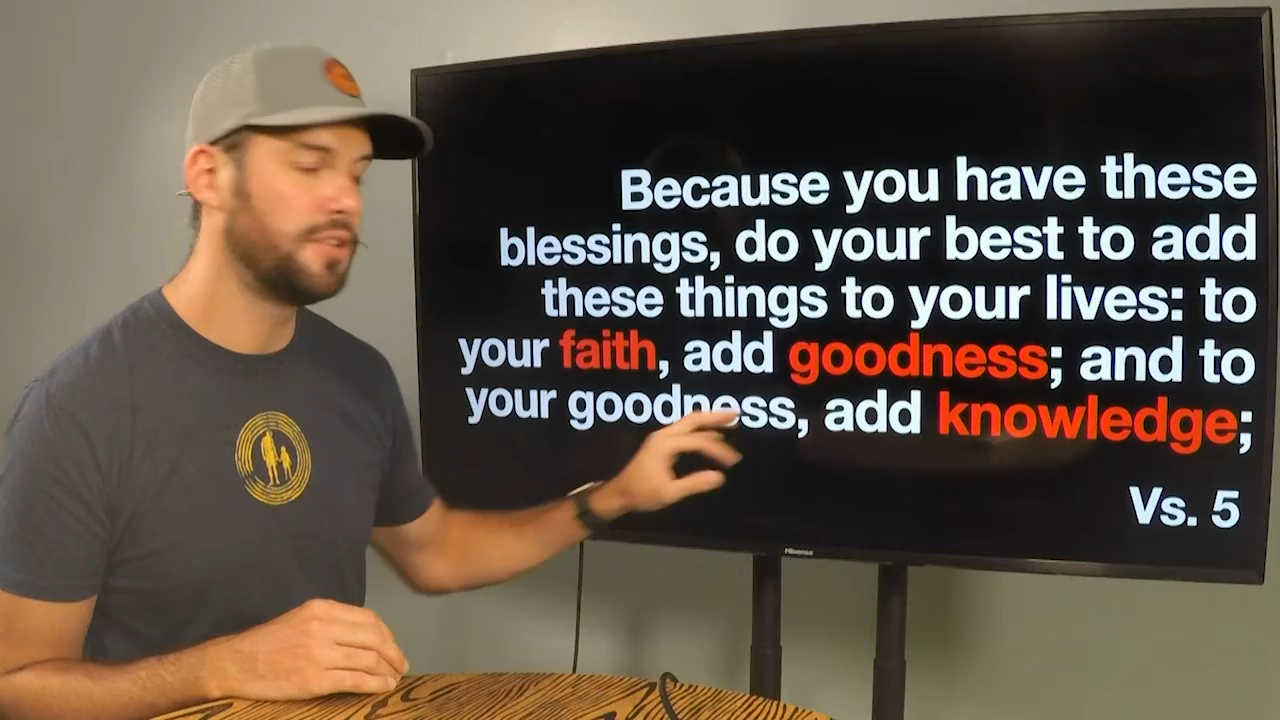 Because you have these
blessings, do your best to add
these things to your lives: to
your faith, add goodness; and to
your goodness, add knowledge;
Vs. 5
Hisense